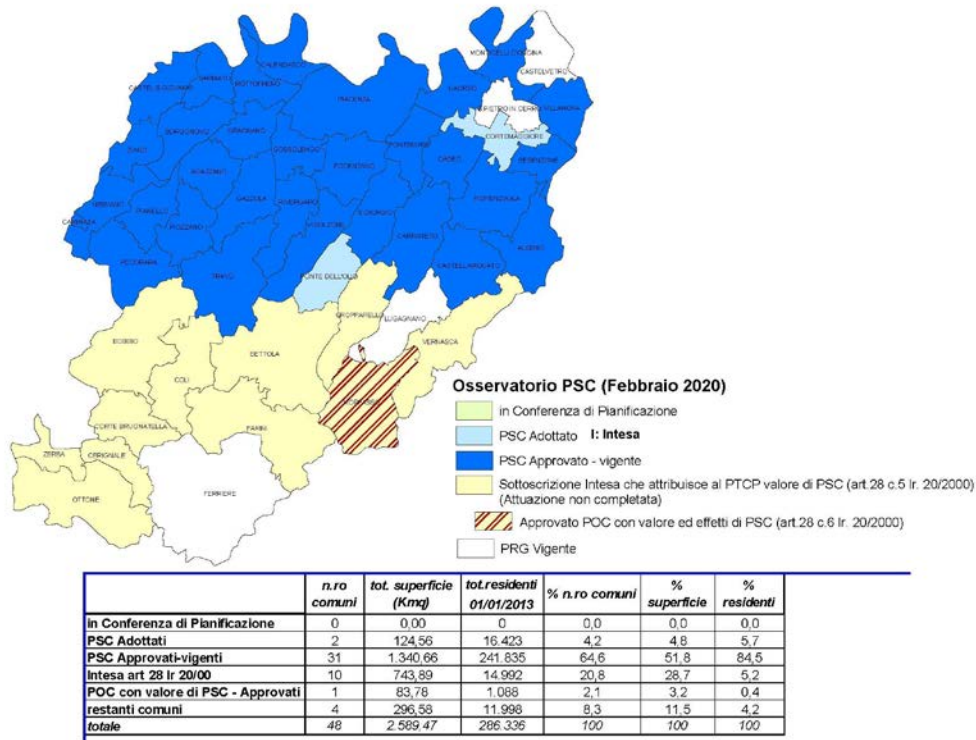 MONTICELLI D'ONGINA
CASTELVETRO
CALENDASCO
SARMATO
ROTTOFRENO
CASTEL S.GIOVANNI
PIACENZA
CAORSO
S.PIETRO IN CERRO
VILLANOVA
CORTEMAGGIORE
BORGONOVO
GRAGNANO
PONTENURE
BESENZONE
ZIANO
GOSSOLENGO
CADEO
AGAZZANO
PODENZANO
GAZZOLA
FIORENZUOLA
NIBBIANO
PIANELLO
RIVERGARO
S.GIORGIO
CAMINATA
PIOZZANO
VIGOLZONE
CARPANETO
ALSENO
PECORARA
TRAVO
PONTE DELL'OLIO
CASTELL'ARQUATO
GROPPARELLO
LUGAGNANO
VERNASCA
BOBBIO
BETTOLA
COLI
MORFASSO
CORTE BRUGNATELLA
FARINI
ZERBA
CERIGNALE
OTTONE
FERRIERE
Osservatorio PSC (Febbraio 2020)
in Conferenza di Pianificazione
PSC Adottato I: Intesa
PSC Approvato - vigente
Sottoscrizione Intesa che attribuisce al PTCP valore di PSC (art.28 c.5 lr. 20/2000)
(Attuazione non completata)
Approvato POC con valore ed effetti di PSC (art.28 c.6 lr. 20/2000)
PRG Vigente
n.ro comuni tot. superficie (Kmq) tot.residenti 01/01/2013 % n.ro comuni % superficie % residenti
in Conferenza di Pianificazione 0 0,00 0 0,0 0,0 0,0
PSC Adottati 2 124,56 16.423 4,2 4,8 5,7
PSC Approvati-vigenti 31 1.340,66 241.835 64,6 51,8 84,5
Intesa art 28 lr 20/00 10 743,89 14.992 20,8 28,7 5,2
POC con valore di PSC - Approvati 1 83,78 1.088 2,1 3,2 0,4
restanti comuni 4 296,58 11.998 8,3 11,5 4,2
totale 48 2.589,47 286.336 100 100 100